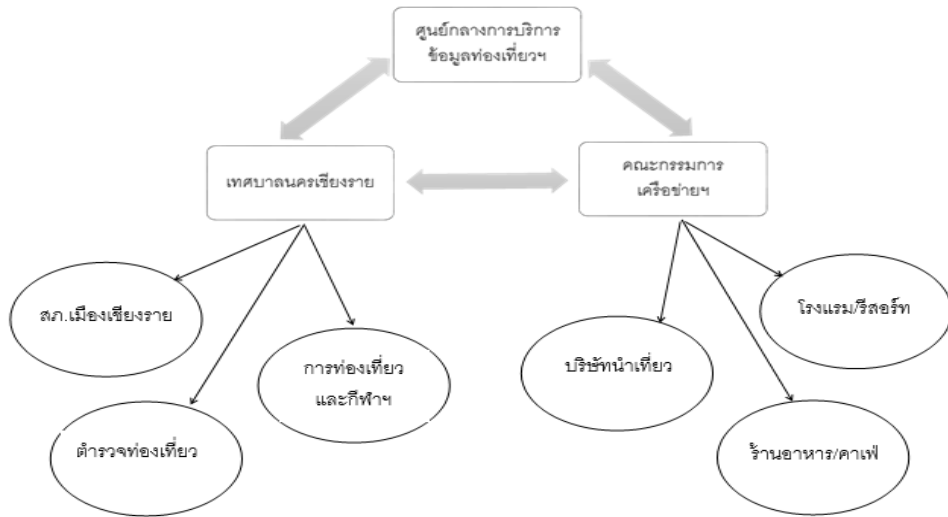 ศูนย์กลางการบริการ
ข้อมูลท่องเที่ยวฯ
เทศบาลนครเชียงราย
คณะกรรมการ
เครือข่ายฯ
สภ.เมืองเชียงราย
โรงแรม/รีสอร์ท
การท่องเที่ยว
และกีฬาฯ
บริษัทนำเที่ยว
ตำรวจท่องเที่ยว
ร้านอาหาร/คาเฟ่